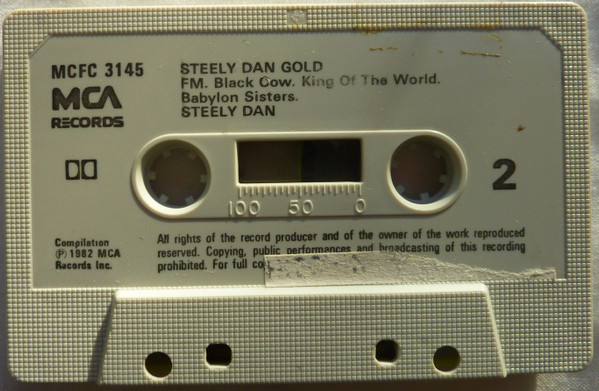 MCFC 3145
MCA
RECORDS
STEELY DAN GOLD
FM. Black Cow. King Of The World.
Babylon Sisters.
STEELY DAN
2
100 50 0
Compilation
℗ 1982 MCA
Records Inc.
All rights of the record producer and of the owner of the work reproduced
reserved. Copying, public performances and broadcasting of this recording
prohibited. For full